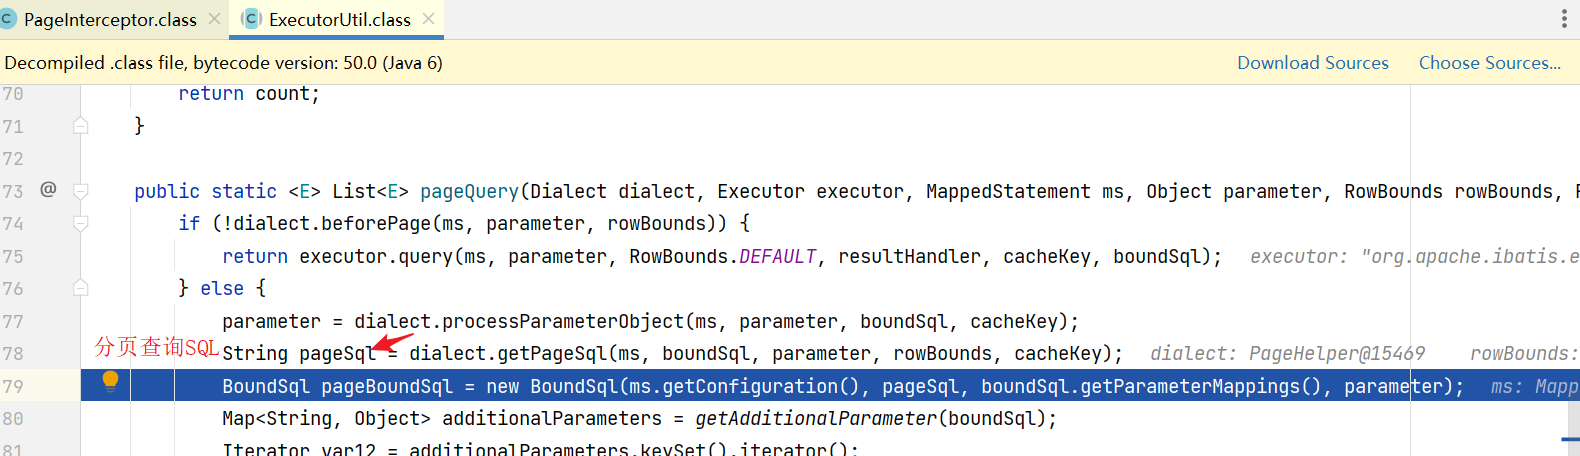 PageInterceptor.class ExecutorUtil.class
Decompiled .class file, bytecode version: 50.0 (Java 6) Download Sources Choose Sources...
70 return count;
71 }
72
73 @ public static <E> List<E> pageQuery(Dialect dialect, Executor executor, MappedStatement ms, Object parameter, RowBounds rowBounds,
74 if (!dialect.beforePage(ms, parameter, rowBounds)) {
75 return executor.query(ms, parameter, RowBounds.DEFAULT, resultHandler, cacheKey, boundSql); executor: "org.apache.ibatis.e
76 } else {
77 parameter = dialect.processParameterObject(ms, parameter, boundSql, cacheKey);
分页查询SQL
78 String pageSql = dialect.getPageSql(ms, boundSql, parameter, rowBounds, cacheKey); dialect: PageHelper@15469 rowBounds:
79 BoundSql pageBoundSql = new BoundSql(ms.getConfiguration(), pageSql, boundSql.getParameterMappings(), parameter); ms: Mapp
80 Map<String, Object> additionalParameters = getAdditionalParameter(boundSql);
81 Iterator var12 = additionalParameters.keySet().iterator();